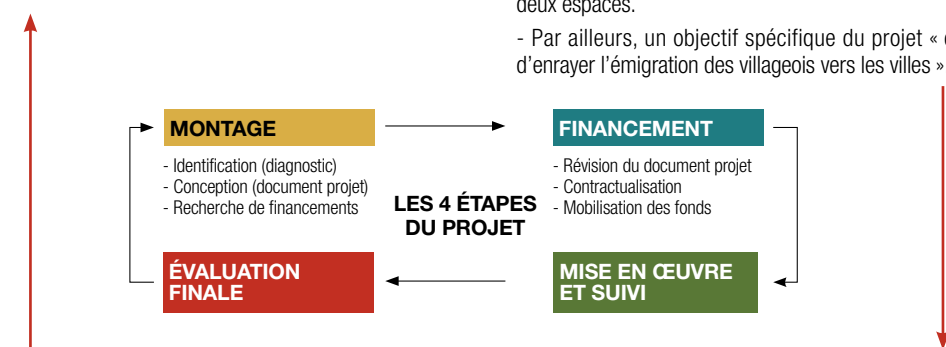 deux espaces.
- Par ailleurs, un objectif spécifique du projet «
d’enrayer l’émigration des villageois vers les villes »
MONTAGE
- Identification (diagnostic)
- Conception (document projet)
- Recherche de financements
LES 4 ÉTAPES
DU PROJET
FINANCEMENT
- Révision du document projet
- Contractualisation
- Mobilisation des fonds
ÉVALUATION
FINALE
MISE EN ŒUVRE
ET SUIVI